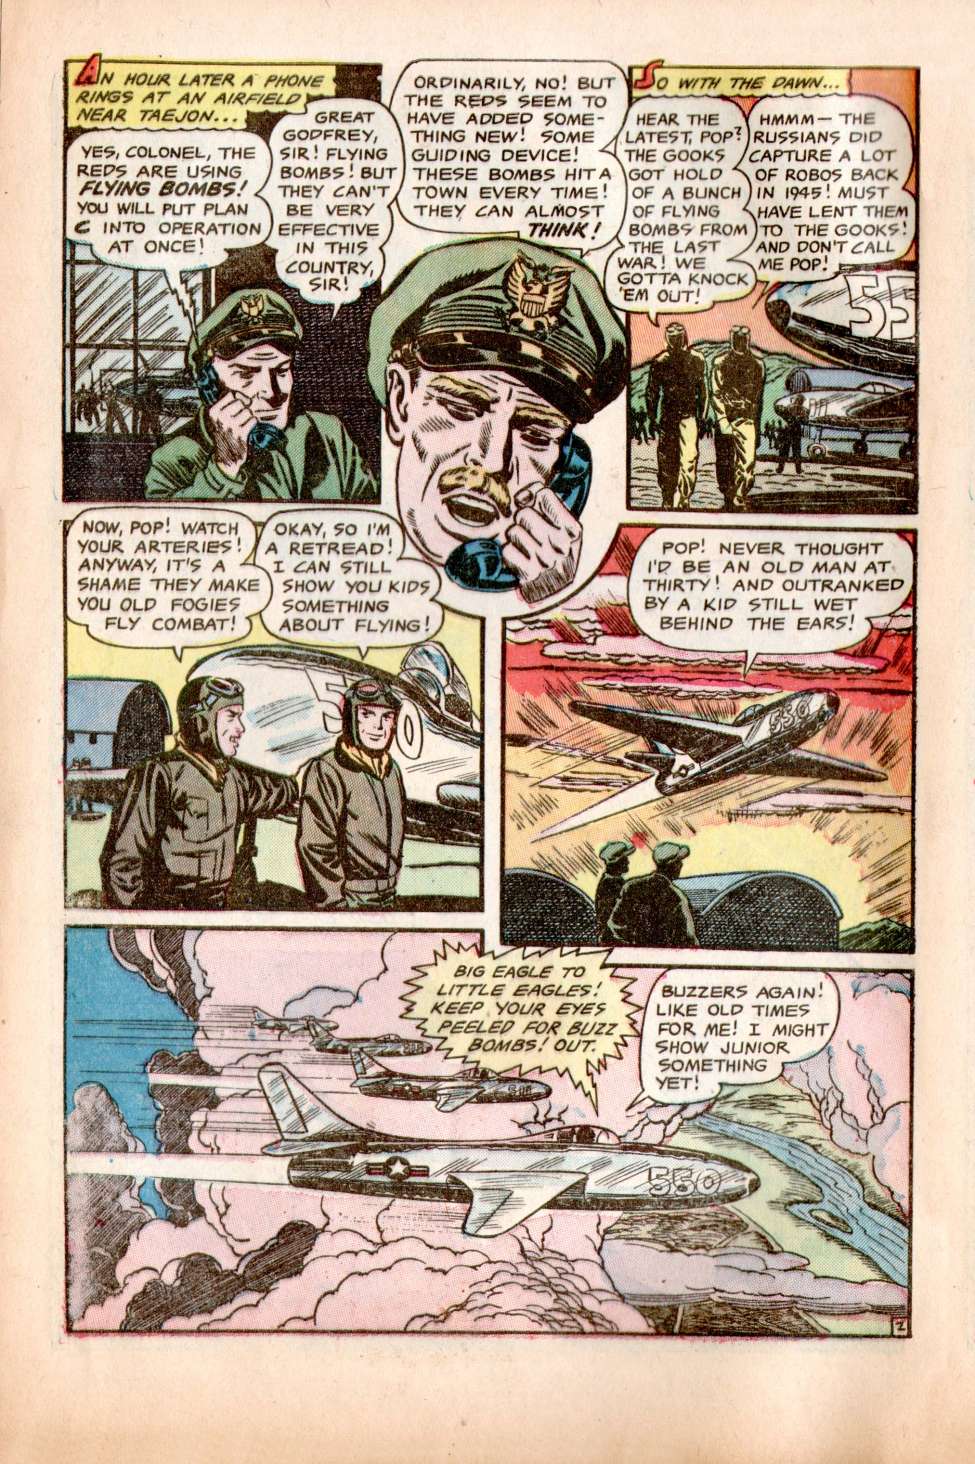 AN HOUR LATER A PHONE
RINGS AT AN AIRFIELD
NEAR TAEJON...
YES, COLONEL, THE
REDS ARE USING
FLYING BOMBS!
YOU WILL PUT PLAN
C INTO OPERATION
AT ONCE!
GREAT
GODFREY,
SIR! FLYING
BOMBS! BUT
THEY CAN'T
BE VERY
EFFECTIVE
IN THIS
COUNTRY,
SIR!
ORDINARILY, NO! BUT
THE REDS SEEM TO
HAVE ADDED SOME-
THING NEW! SOME
GUIDING DEVICE!
THESE BOMBS HIT A
TOWN EVERY TIME!
THEY CAN ALMOST
THINK!
SO WITH THE DAWN...
HEAR THE
LATEST, POP?
THE GOOKS
GOT HOLD
OF A BUNCH
OF FLYING
BOMBS FROM
THE LAST
WAR! WE
GOTTA KNOCK
'EM OUT!
HMMM— THE
RUSSIANS DID
CAPTURE A LOT
OF ROBOS BACK
IN 1945! MUST
HAVE LENT THEM
TO THE GOOKS!
AND DON'T CALL
ME POP!
55
NOW, POP! WATCH
YOUR ARTERIES!
ANYWAY, IT'S A
SHAME THEY MAKE
YOU OLD FOGIES
FLY COMBAT!
OKAY, SO I'M
A RETREAD!
I CAN STILL
SHOW YOU KIDS
SOMETHING
ABOUT FLYING!
5 0
POP! NEVER THOUGHT
I'D BE AN OLD MAN AT
THIRTY! AND OUTRANKED
BY A KID STILL WET
BEHIND THE EARS!
550
BIG EAGLE TO
LITTLE EAGLES!
KEEP YOUR EYES
PEELED FOR BUZZ
BOMBS! OUT.
BUZZERS AGAIN!
LIKE OLD TIMES
FOR ME! I MIGHT
SHOW JUNIOR
SOMETHING
YET!
550
2